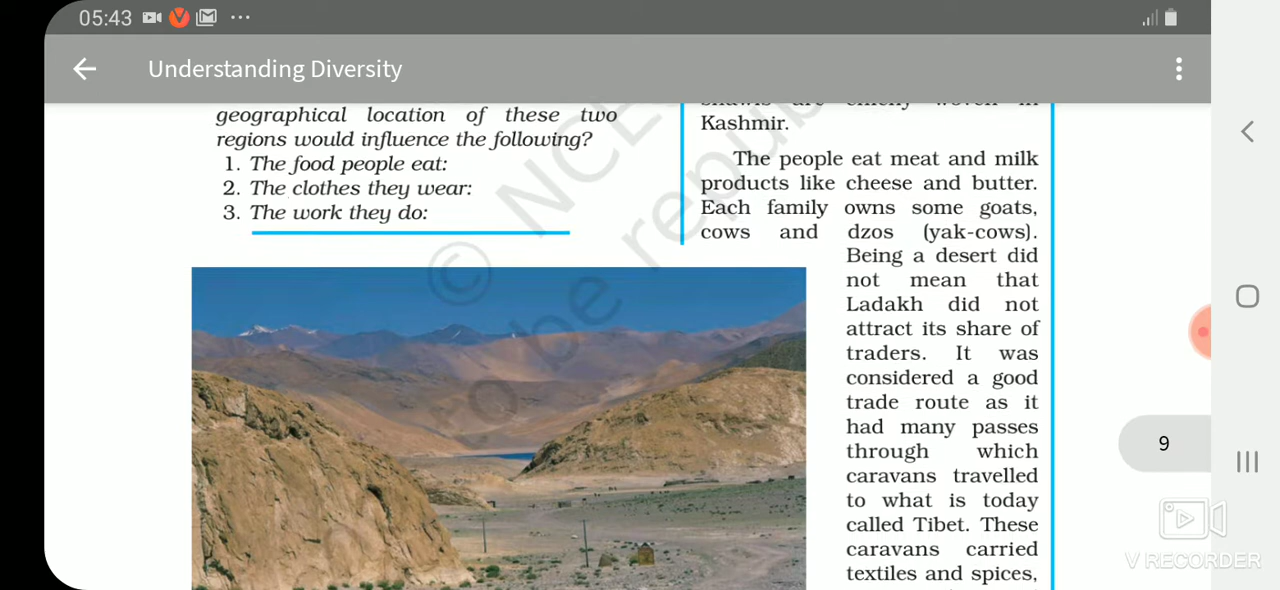 05:43
Understanding Diversity
geographical location of these two
regions would influence the following?
1. The food people eat:
2. The clothes they wear:
3. The work they do:
Kashmir.
The people eat meat and milk
products like cheese and butter.
Each family owns some goats,
cows and dzos (yak-cows).
Being a desert did
not mean that
Ladakh did not
attract its share of
traders. It was
considered a good
trade route as it
had many passes
through which
caravans travelled
to what is today
called Tibet. These
caravans carried
textiles and spices,
9
V RECORDER